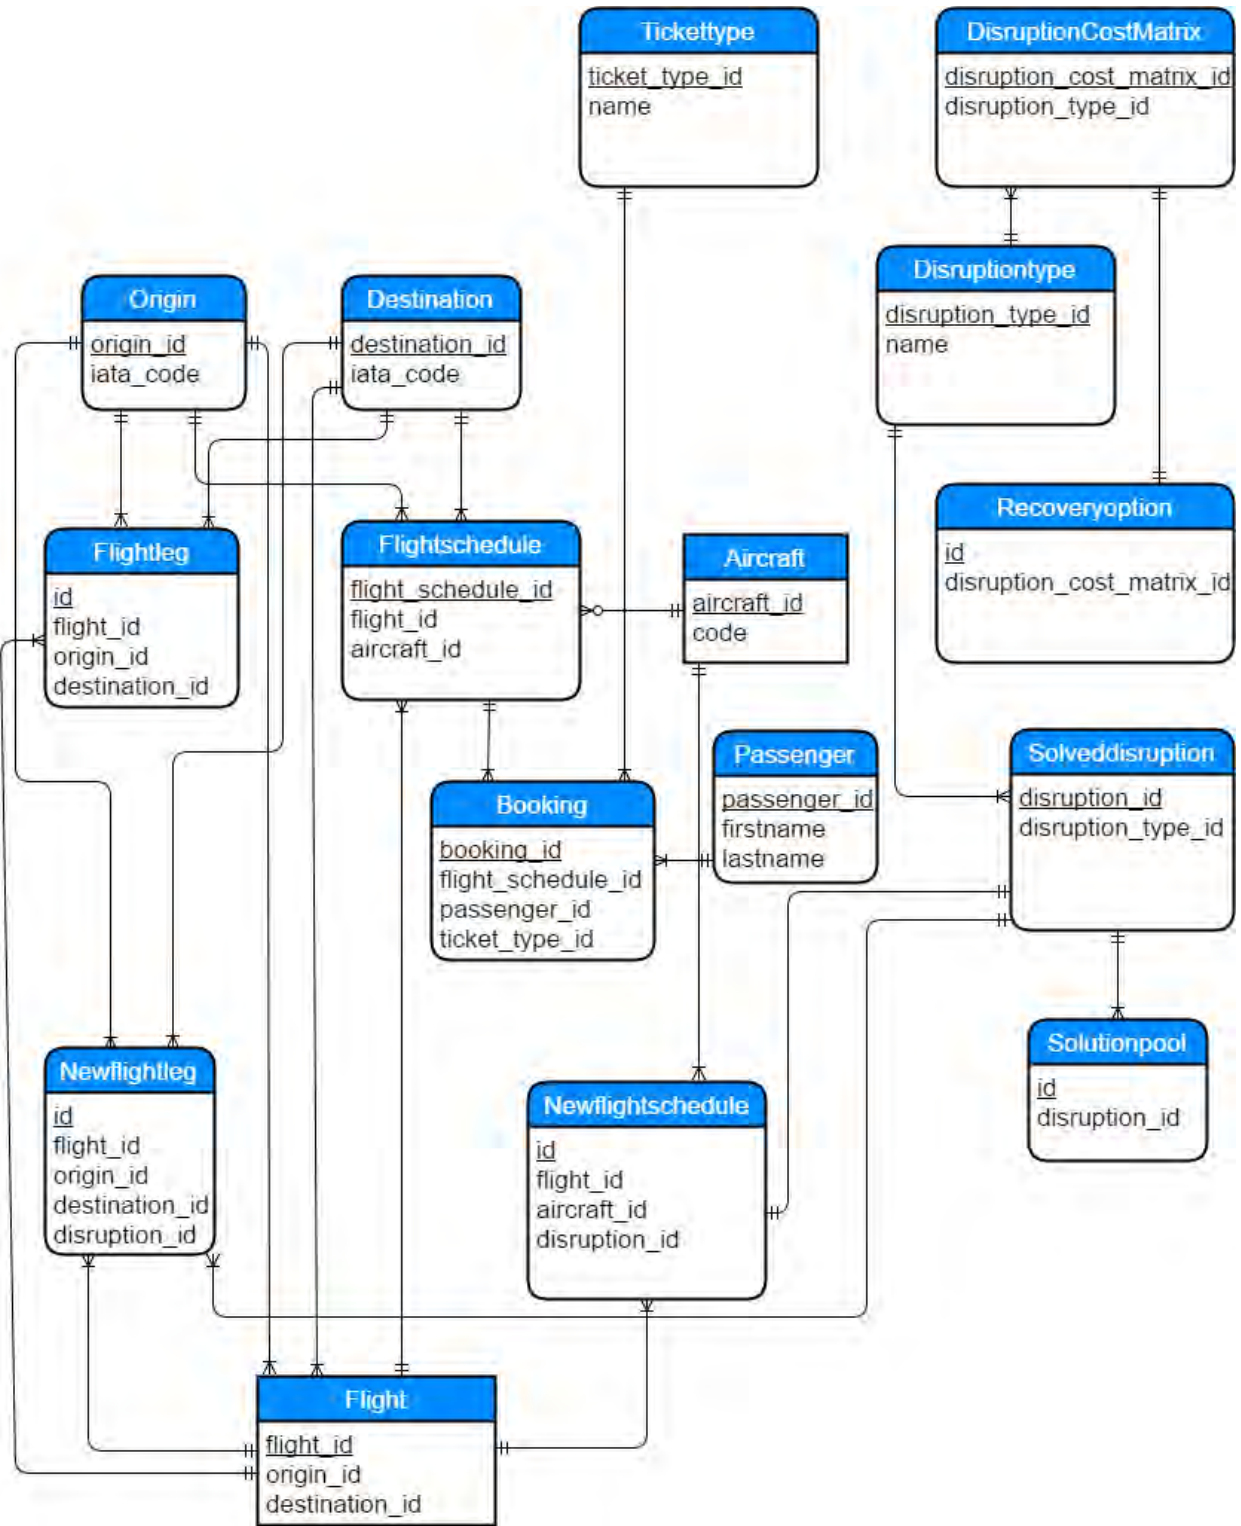 Tickettype
ticket_type_id
name
DisruptionCostMatrix
disruption_cost_matrix_id
disruption_type_id
Origin
origin_id
iata_code
Destination
destination_id
iata_code
Disruptiontype
disruption_type_id
name
Flightleg
id
flight_id
origin_id
destination_id
Flightschedule
flight_schedule_id
flight_id
aircraft_id
Aircraft
aircraft_id
code
Recoveryoption
id
disruption_cost_matrix_id
Booking
booking_id
flight_schedule_id
passenger_id
ticket_type_id
Passenger
passenger_id
firstname
lastname
Solveddisruption
disruption_id
disruption_type_id
Newflightleg
id
flight_id
origin_id
destination_id
disruption_id
Newflightschedule
id
flight_id
aircraft_id
disruption_id
Solutionpool
id
disruption_id
Flight
flight_id
origin_id
destination_id